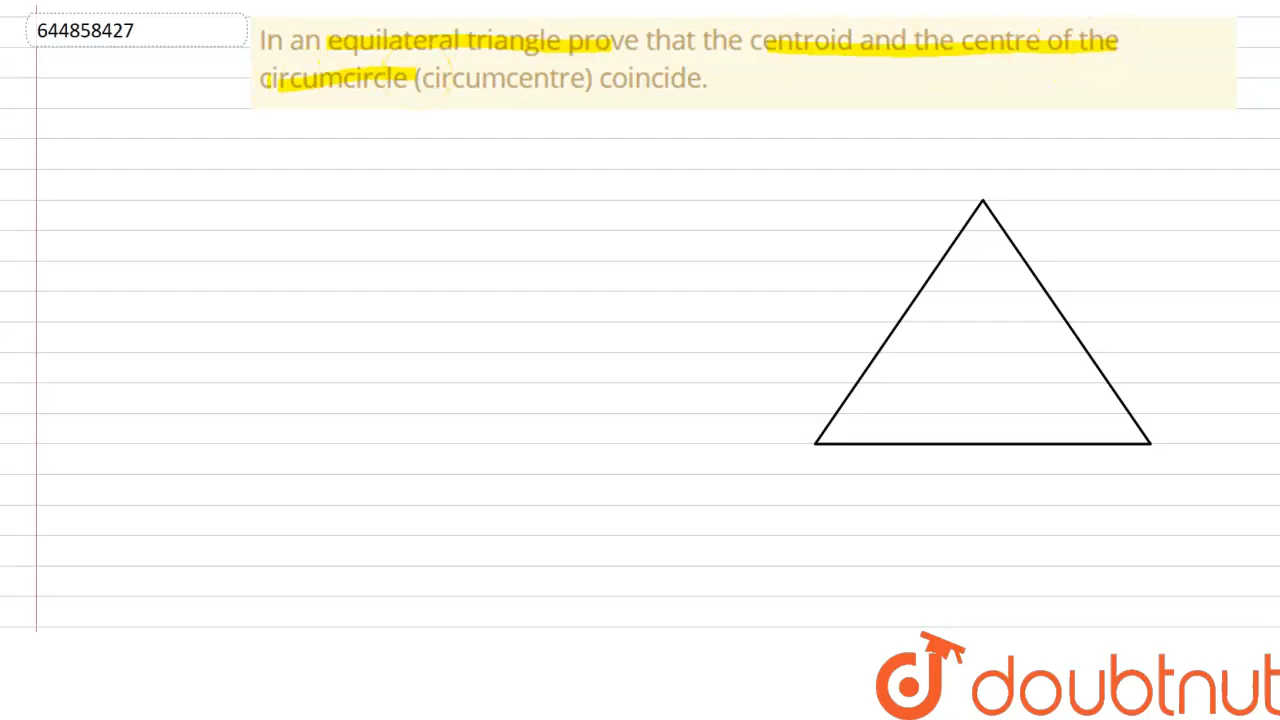 644858427
In an equilateral triangle prove that the centroid and the centre of the
circumcircle (circumcentre) coincide.
doubtnut